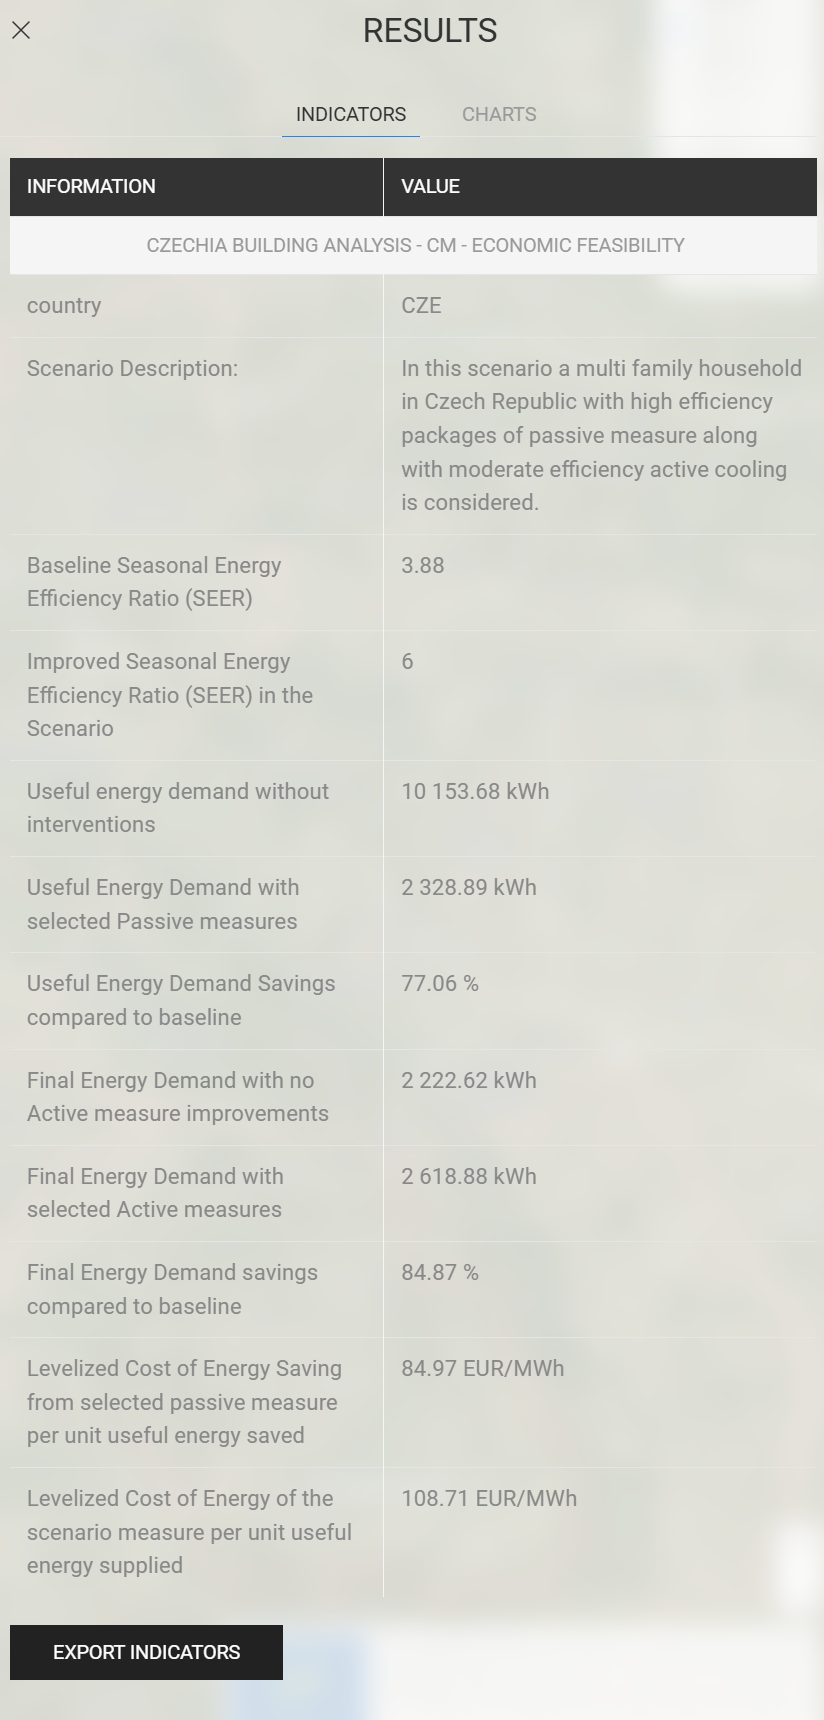 RESULTS
INDICATORS CHARTS
INFORMATION VALUE
CZECHIA BUILDING ANALYSIS - CM - ECONOMIC FEASIBILITY
country CZE
Scenario Description: In this scenario a multi family household
in Czech Republic with high efficiency
packages of passive measure along
with moderate efficiency active cooling
is considered.
Baseline Seasonal Energy 3.88
Efficiency Ratio (SEER)
Improved Seasonal Energy 6
Efficiency Ratio (SEER) in the
Scenario
Useful energy demand without 10 153.68 kWh
interventions
Useful Energy Demand with 2 328.89 kWh
selected Passive measures
Useful Energy Demand Savings 77.06 %
compared to baseline
Final Energy Demand with no 2 222.62 kWh
Active measure improvements
Final Energy Demand with 2 618.88 kWh
selected Active measures
Final Energy Demand savings 84.87 %
compared to baseline
Levelized Cost of Energy Saving 84.97 EUR/MWh
from selected passive measure
per unit useful energy saved
Levelized Cost of Energy of the 108.71 EUR/MWh
scenario measure per unit useful
energy supplied
EXPORT INDICATORS